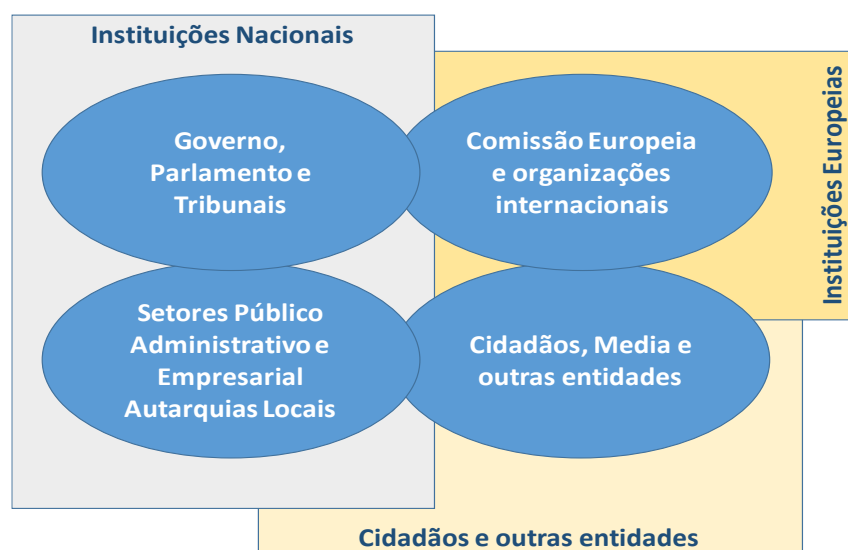 Instituições Nacionais
Governo,
Parlamento e
Tribunais
Comissão Europeia
e organizações
internacionais
Instituições Europeias
Setores Público
Administrativo e
Empresarial
Autarquias Locais
Cidadãos, Media e
outras entidades
Cidadãos e outras entidades